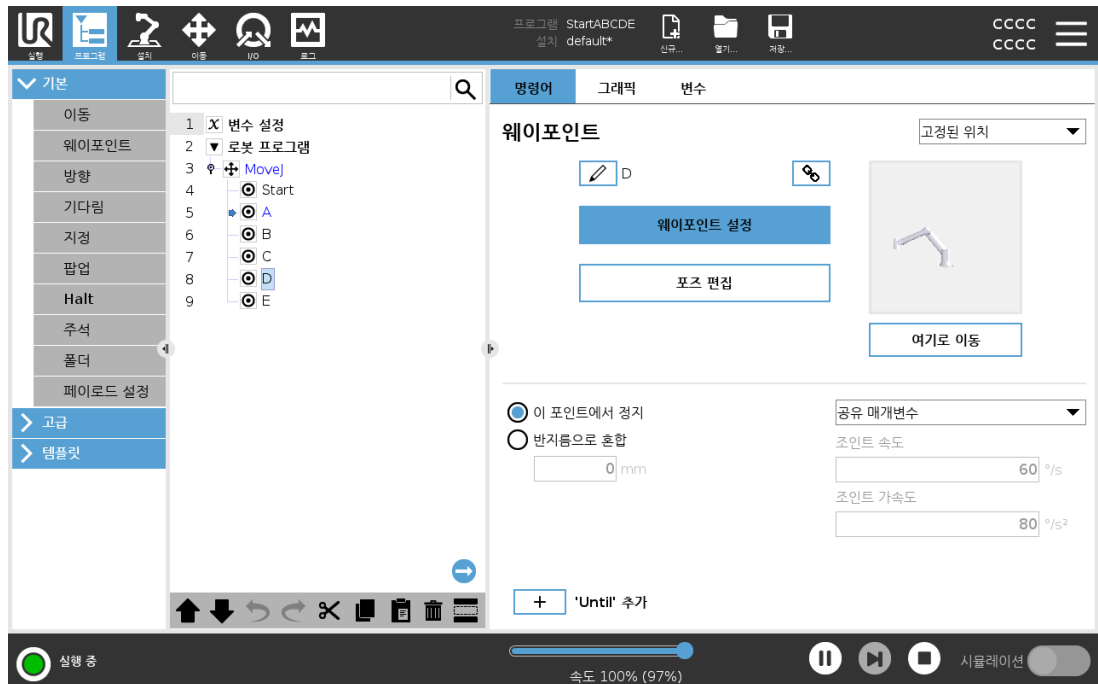 UR
실행
프로그램
설치
이동
I/O
로그
프로그램 StartABCDE
설치 default*
신규...
열기...
저장...
CCCC
CCCC
기본
이동
웨이포인트
방향
기다림
지정
팝업
Halt
주석
폴더
페이로드 설정
고급
템플릿
1 X 변수 설정
2 ▼ 로봇 프로그램
3 MoveJ
4 Start
5 A
6 B
7 C
8 D
9 E
명령어 그래픽 변수
웨이포인트
고정된 위치
D
웨이포인트 설정
포즈 편집
여기로 이동
이 포인트에서 정지
반지름으로 혼합
0 mm
공유 매개변수
조인트 속도
60 °/s
조인트 가속도
80 °/s²
+ 'Until' 추가
실행 중
속도 100% (97%)
시뮬레이션